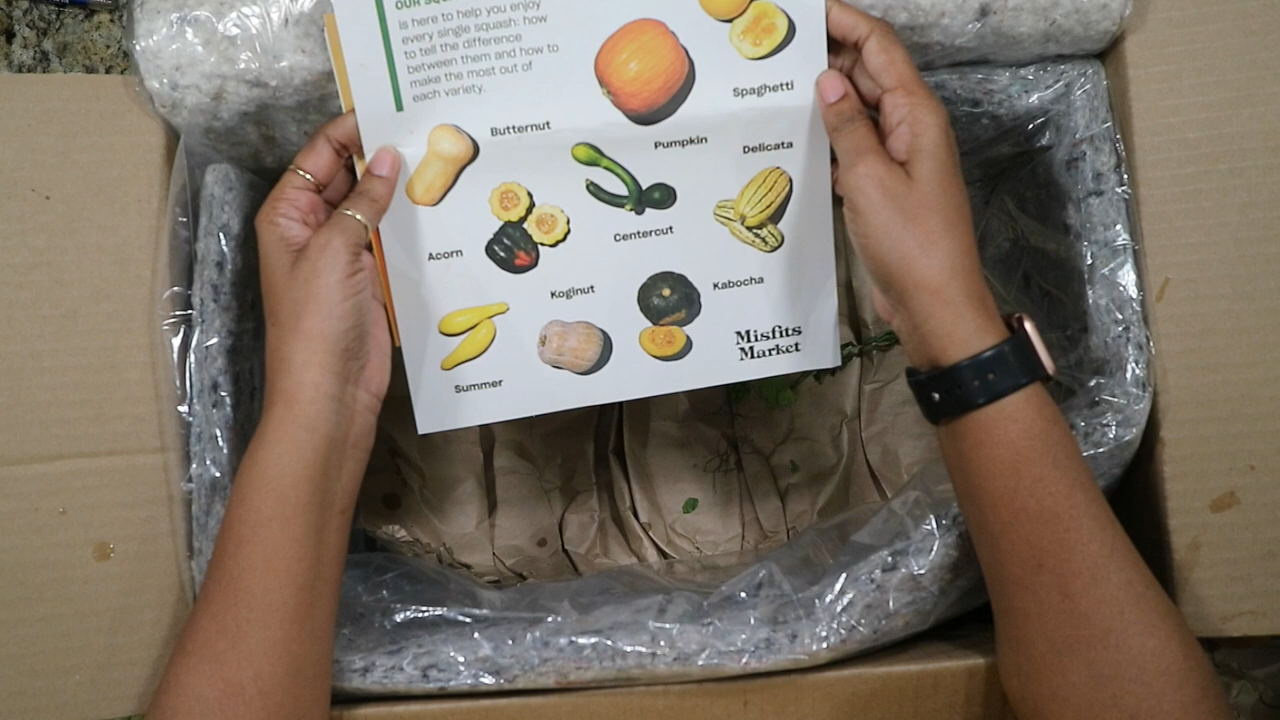 OUR
is here to help you enjoy
every single squash: how
to tell the difference
between them and how to
make the most out of
each variety.
Spaghetti
Butternut
Pumpkin
Delicata
Acorn
Centercut
Koginut
Kabocha
Summer
Misfits
Market